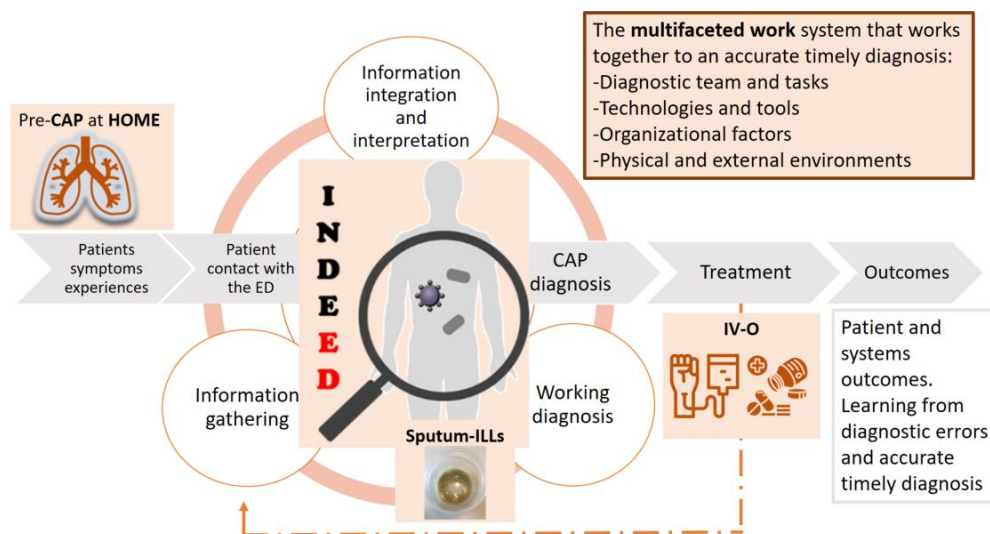 The multifaceted work system that works
together to an accurate timely diagnosis:
-Diagnostic team and tasks
-Technologies and tools
-Organizational factors
-Physical and external environments
Information
integration
and
interpretation
Pre-CAP at HOME
I
N
D
E
E
D
Patients
symptoms
experiences
Patient
contact with
the ED
CAP
diagnosis
Treatment
Outcomes
IV-O
Patient and
systems
outcomes.
Learning from
diagnostic errors
and accurate
timely diagnosis
Information
gathering
Working
diagnosis
Sputum-ILLs